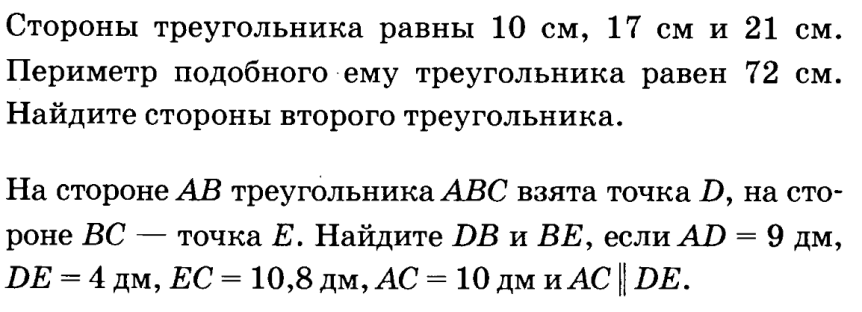 Стороны треугольника равны 10 см, 17 см и 21 см.
Периметр подобного ему треугольника равен 72 см.
Найдите стороны второго треугольника.
На стороне AB треугольника ABC взята точка D, на сто-
роне BC — точка E. Найдите DB и BE, если AD = 9 дм,
DE = 4 дм, EC = 10,8 дм, AC = 10 дм и AC ∥ DE.